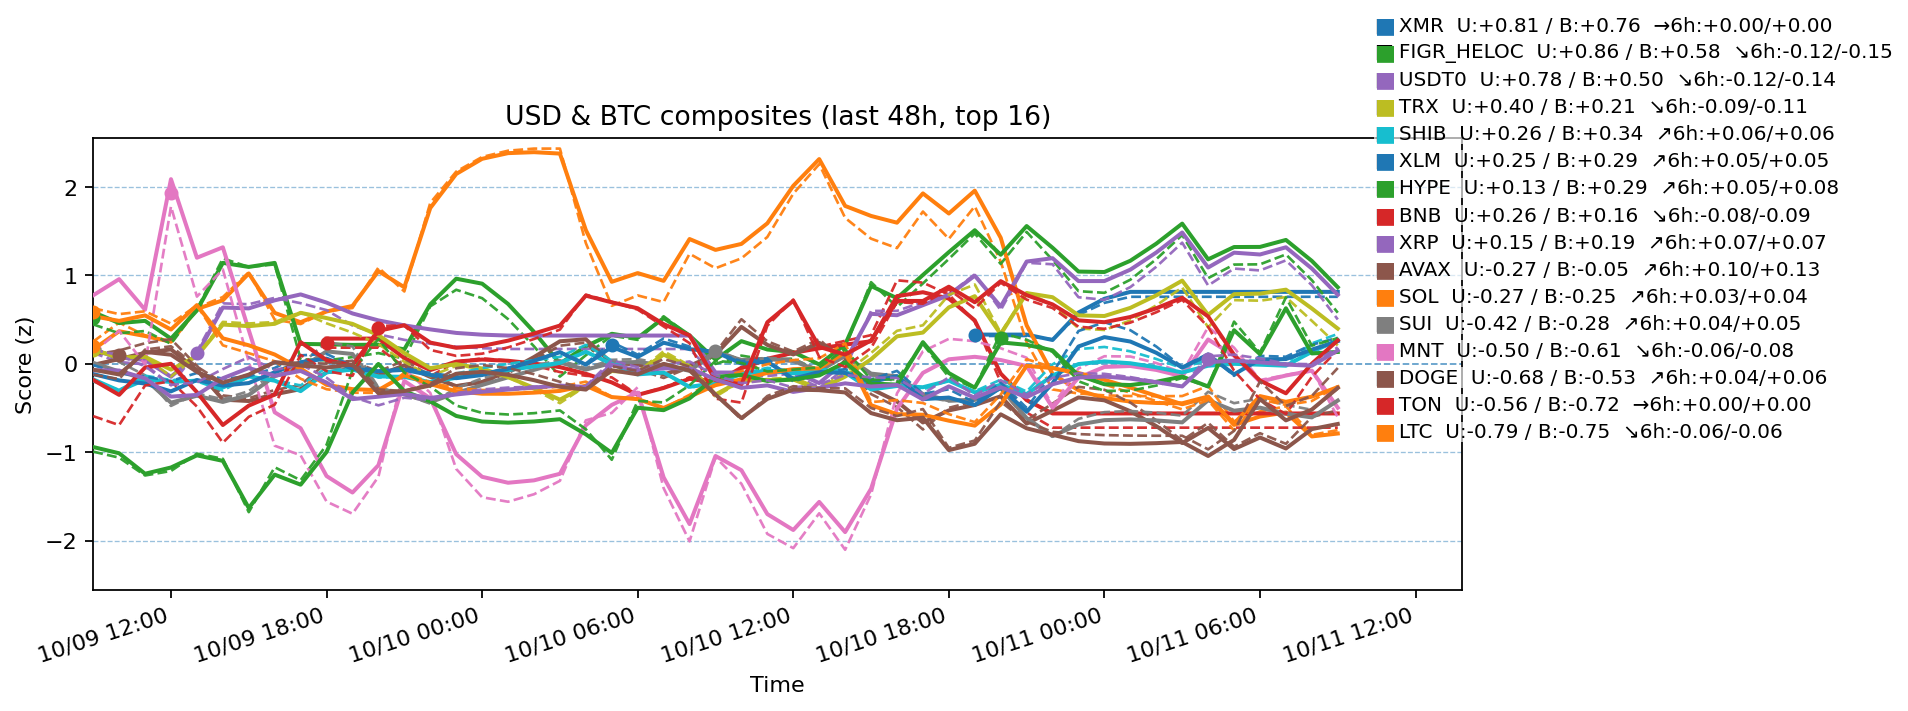 XMR U:+0.81 / B:+0.76 →6h:+0.00/+0.00
FIGR_HELOC U:+0.86 / B:+0.58 ↘6h:-0.12/-0.15
USDT0 U:+0.78 / B:+0.50 ↘6h:-0.12/-0.14
TRX U:+0.40 / B:+0.21 ↘6h:-0.09/-0.11
SHIB U:+0.26 / B:+0.34 ↗6h:+0.06/+0.06
XLM U:+0.25 / B:+0.29 ↗6h:+0.05/+0.05
HYPE U:+0.13 / B:+0.29 ↗6h:+0.05/+0.08
BNB U:+0.26 / B:+0.16 ↘6h:-0.08/-0.09
XRP U:+0.15 / B:+0.19 ↗6h:+0.07/+0.07
AVAX U:-0.27 / B:-0.05 ↗6h:+0.10/+0.13
SOL U:-0.27 / B:-0.25 ↗6h:+0.03/+0.04
SUI U:-0.42 / B:-0.28 ↗6h:+0.04/+0.05
MNT U:-0.50 / B:-0.61 ↘6h:-0.06/-0.08
DOGE U:-0.68 / B:-0.53 ↗6h:+0.04/+0.06
TON U:-0.56 / B:-0.72 →6h:+0.00/+0.00
LTC U:-0.79 / B:-0.75 ↘6h:-0.06/-0.06
USD & BTC composites (last 48h, top 16)
Score (z)
2
1
0
−1
−2
10/09 12:00
10/09 18:00
10/10 00:00
10/10 06:00
10/10 12:00
10/10 18:00
10/11 00:00
10/11 06:00
10/11 12:00
Time